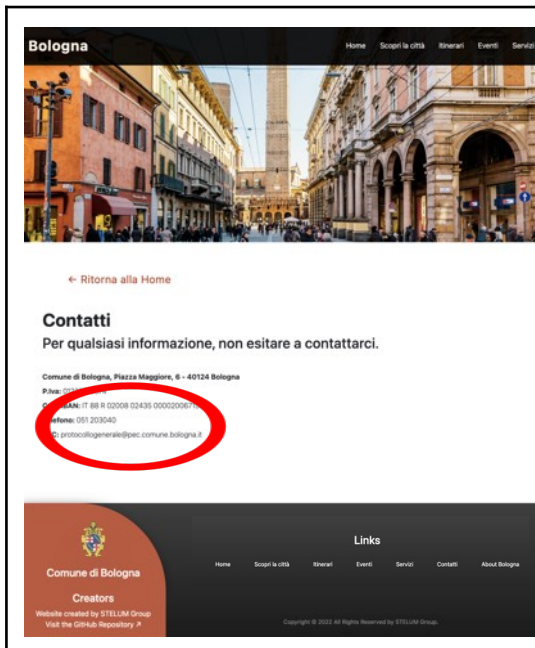 Bologna
Home Scopri la città Itinerari Eventi Servizi
← Ritorna alla Home
Contatti
Per qualsiasi informazione, non esitare a contattarci.
Comune di Bologna, Piazza Maggiore, 6 - 40124 Bologna
P.Iva:
IT 88 R 02008 02435
051 203040
protocollogenerale@pec.comune.bologna.it
Links
Home Scopri la città Itinerari Eventi Servizi Contatti About Bologna
Comune di Bologna
Creators
Website created by STELUM Group
Visit the GitHub Repository ↗
Copyright © 2022 All Rights Reserved by STELUM Group.